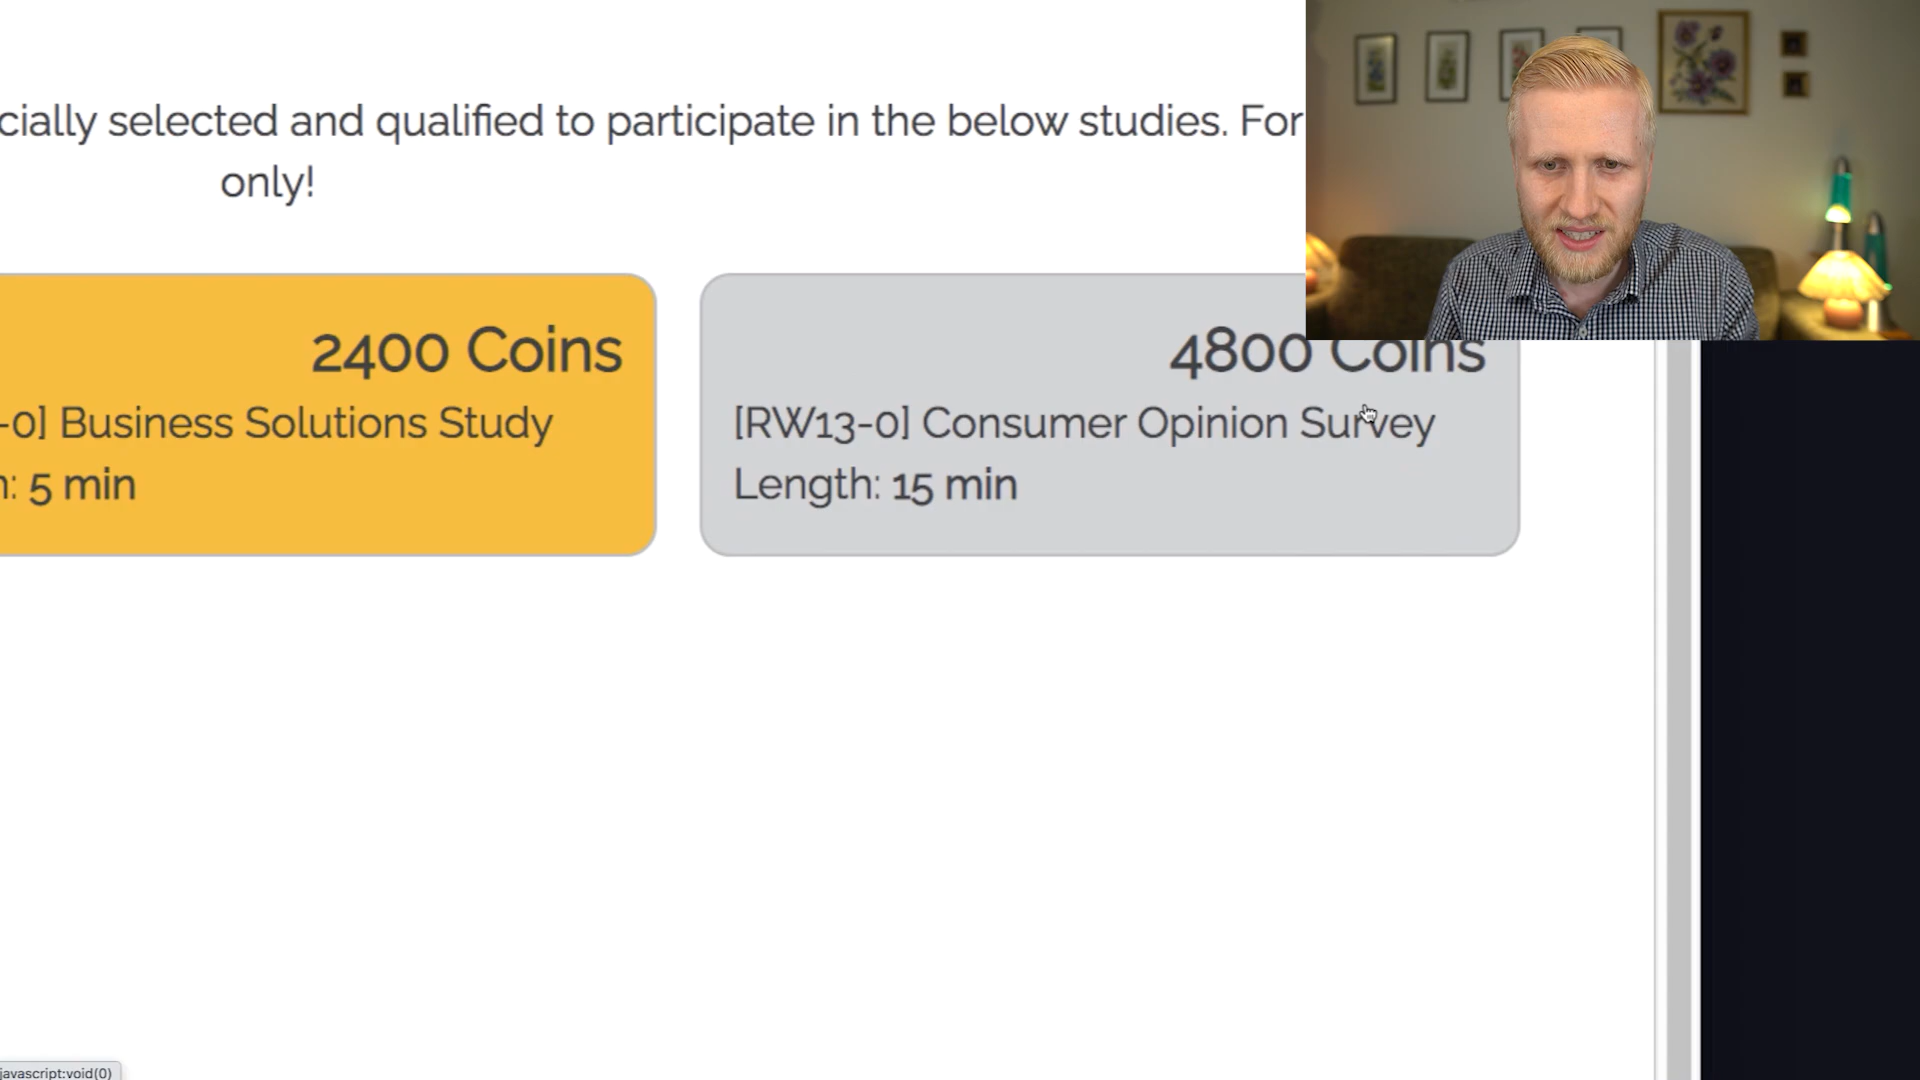 cially selected and qualified to participate in the below studies. For
only!
2400 Coins
-0] Business Solutions Study
: 5 min
4800 Coins
[RW13-0] Consumer Opinion Survey
Length: 15 min
javascript:void(0)